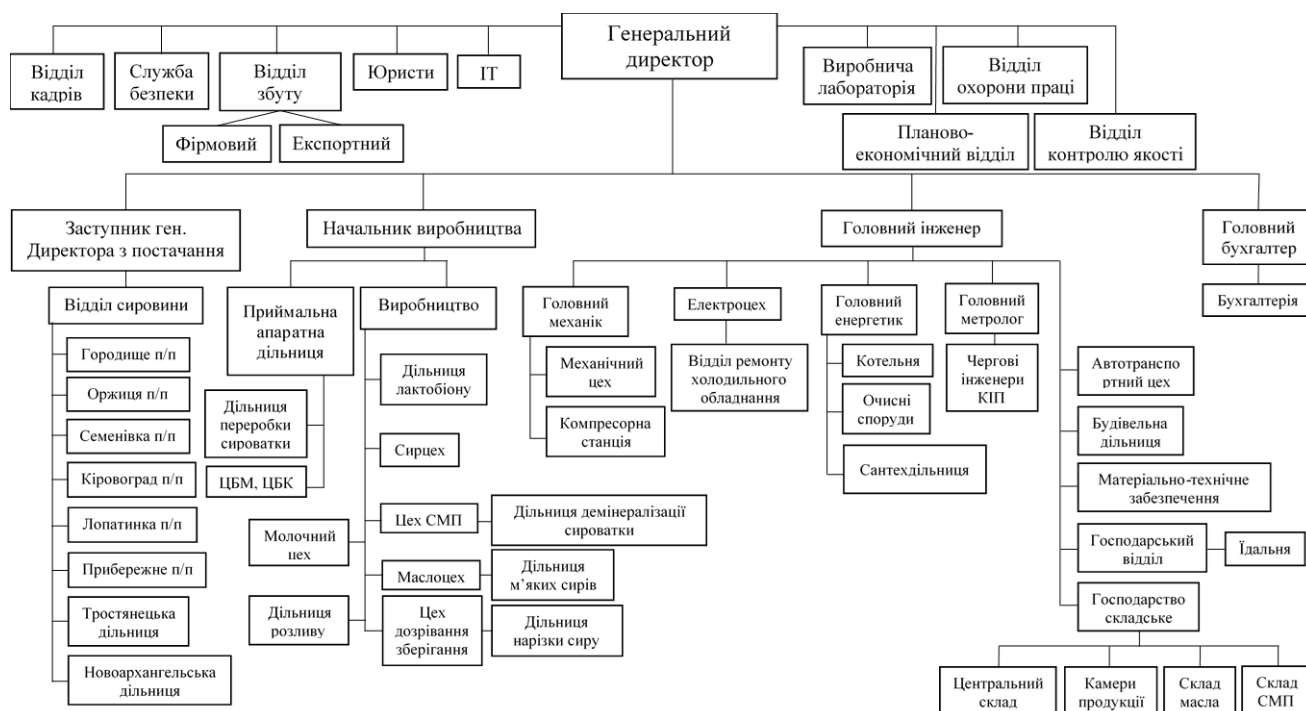 Генеральний
директор
Відділ
кадрів
Служба
безпеки
Відділ
збуту
Юристи
ІТ
Фірмовий
Експортний
Виробнича
лабораторія
Відділ
охорони праці
Планово-
економічний відділ
Відділ
контролю якості
Заступник ген.
Директора з постачання
Начальник виробництва
Головний інженер
Головний
бухгалтер
Бухгалтерія
Відділ сировини
Городище п/п
Оржиця п/п
Семенівка п/п
Кіровоград п/п
Лопатинка п/п
Прибережне п/п
Тростянецька
дільниця
Новоархангельська
дільниця
Приймальна
апаратна
дільниця
Дільниця
переробки
сироватки
ЦБМ, ЦБК
Виробництво
Дільниця
лактобіону
Сирцех
Цех СМП
Дільниця демінералізації
сироватки
Молочний
цех
Маслоцех
Дільниця
м’яких сирів
Дільниця
розливу
Цех
дозрівання
зберігання
Дільниця
нарізки сиру
Головний
механік
Механічний
цех
Компресорна
станція
Електроцех
Відділ ремонту
холодильного
обладнання
Головний
енергетик
Котельня
Очисні
споруди
Сантехдільниця
Головний
метролог
Чергові
інженери
КІП
Автотранспо
ртний цех
Будівельна
дільниця
Матеріально-технічне
забезпечення
Господарський
відділ
Їдальня
Господарство
складське
Центральний
склад
Камери
продукції
Склад
масла
Склад
СМП